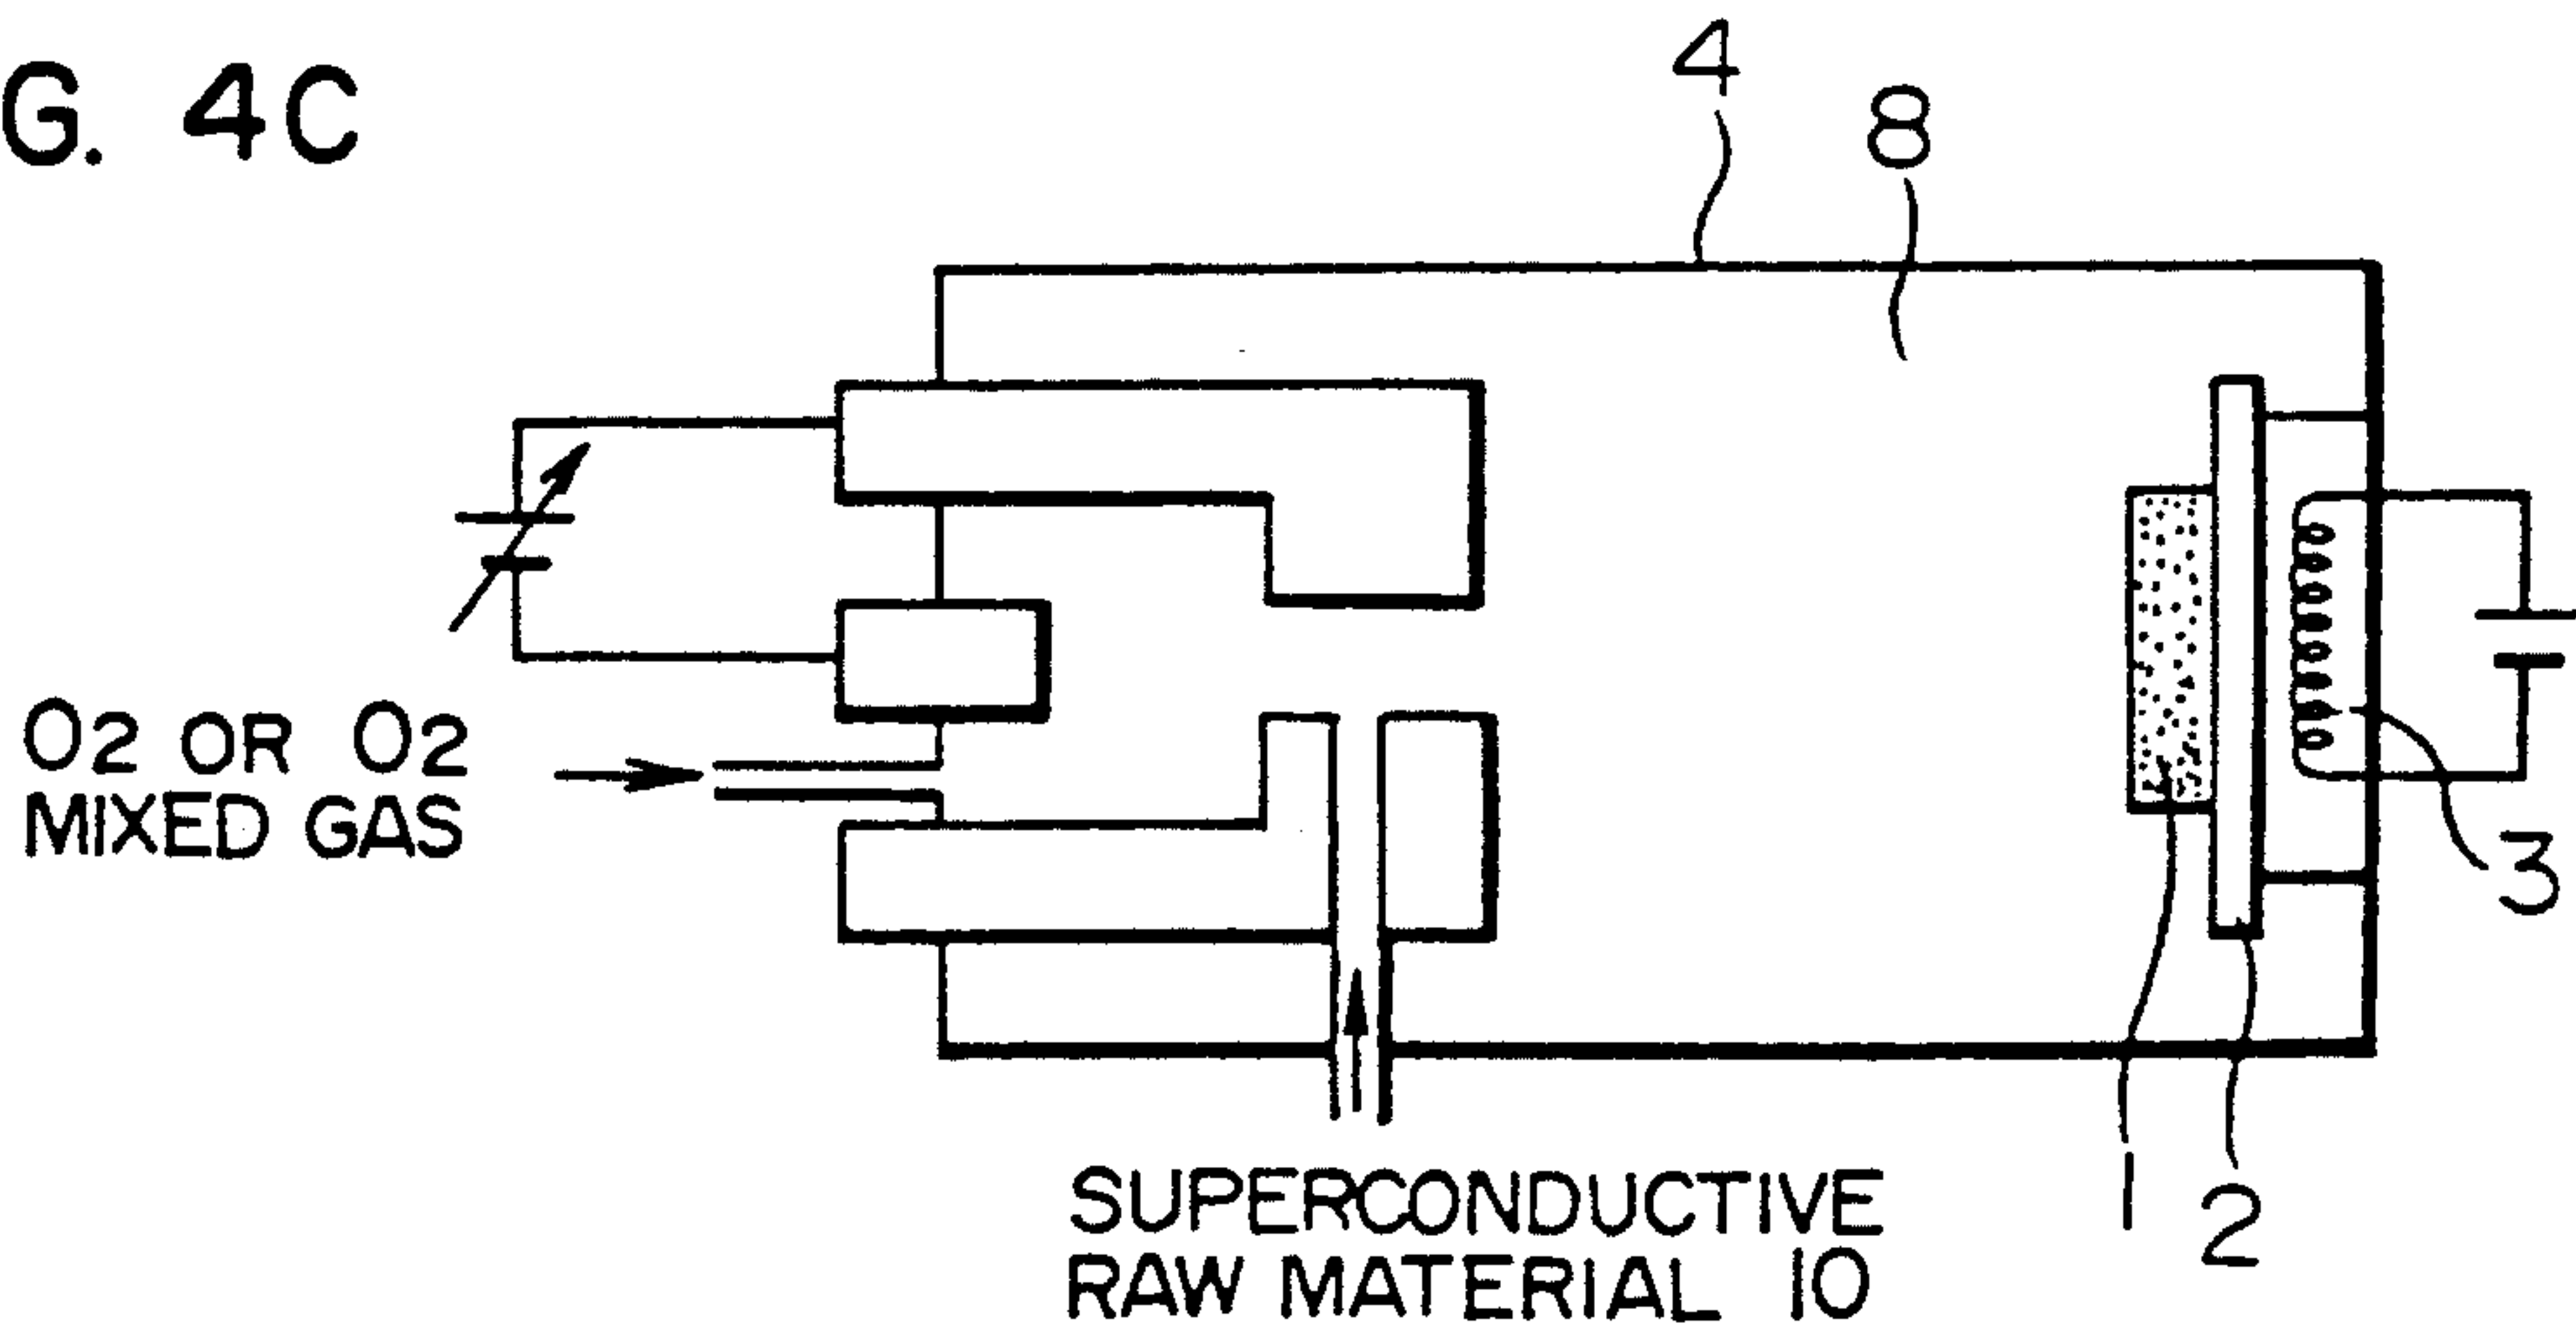 G. 4C
4
8
O2 OR O2
MIXED GAS
3
1
2
SUPERCONDUCTIVE
RAW MATERIAL 10